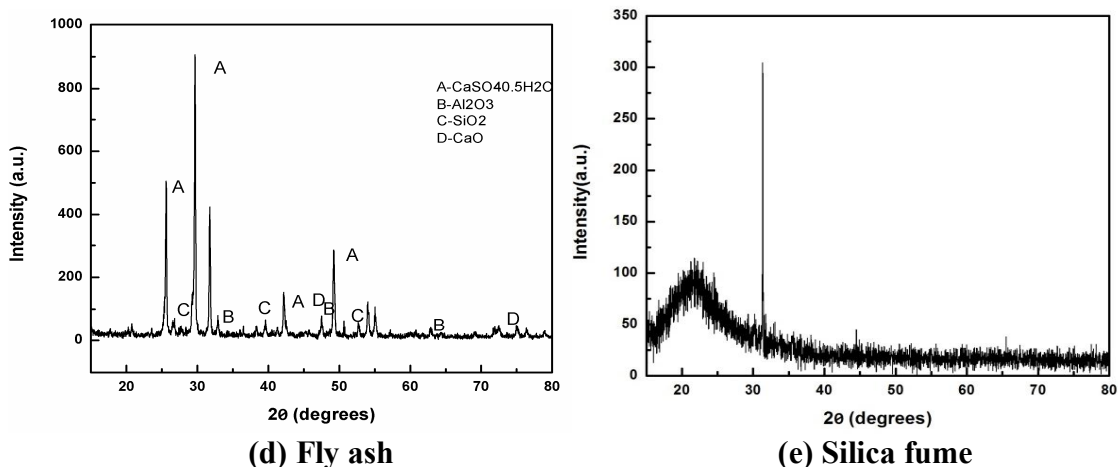 1000
800
600
400
200
0
Intensity (a.u.)
A
A
A-CaSO40.5H2O
B-Al2O3
C-SiO2
D-CaO
C
B
C
A
D
B
A
C
B
D
20 30 40 50 60 70 80
2θ (degrees)
(d) Fly ash
350
300
250
200
150
100
50
0
Intensity(a.u.)
20 30 40 50 60 70 80
2θ (degrees)
(e) Silica fume